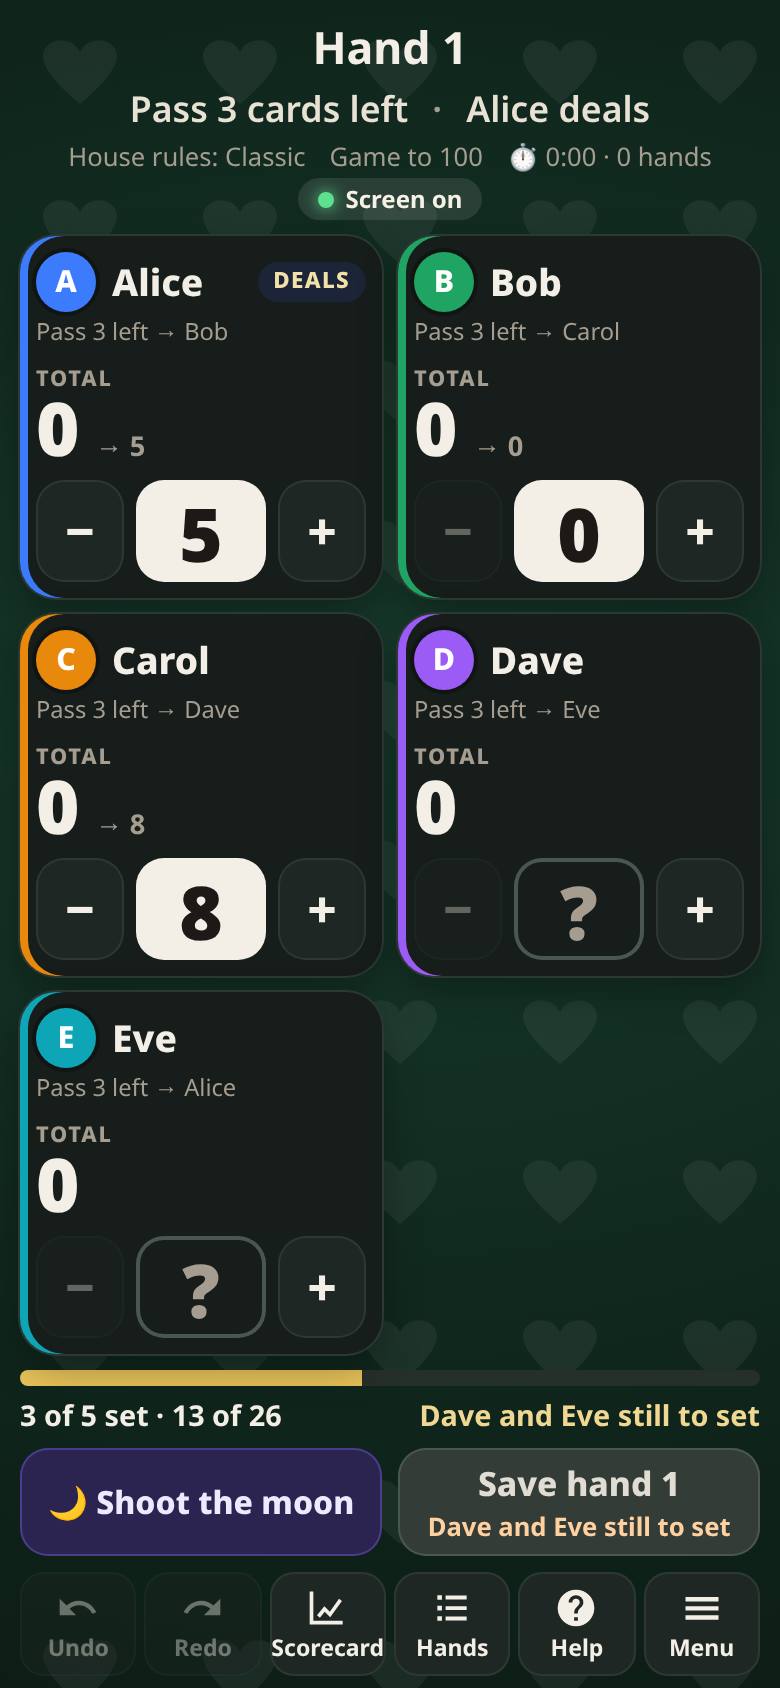 Hand 1
Pass 3 cards left · Alice deals
House rules: Classic Game to 100 ⏱️ 0:00 · 0 hands
Screen on
A Alice DEALS
Pass 3 left → Bob
TOTAL
0 → 5
− 5 +
B Bob
Pass 3 left → Carol
TOTAL
0 → 0
− 0 +
C Carol
Pass 3 left → Dave
TOTAL
0 → 8
− 8 +
D Dave
Pass 3 left → Eve
TOTAL
0
− ? +
E Eve
Pass 3 left → Alice
TOTAL
0
− ? +
3 of 5 set · 13 of 26 Dave and Eve still to set
🌙 Shoot the moon
Save hand 1
Dave and Eve still to set
Undo Redo Scorecard Hands Help Menu